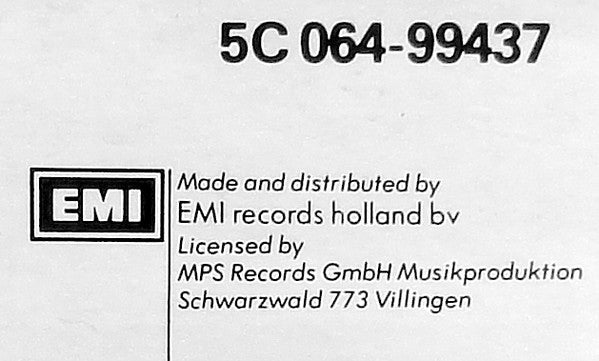 5C 064-99437
EMI
Made and distributed by
EMI records holland bv
Licensed by
MPS Records GmbH Musikproduktion
Schwarzwald 773 Villingen